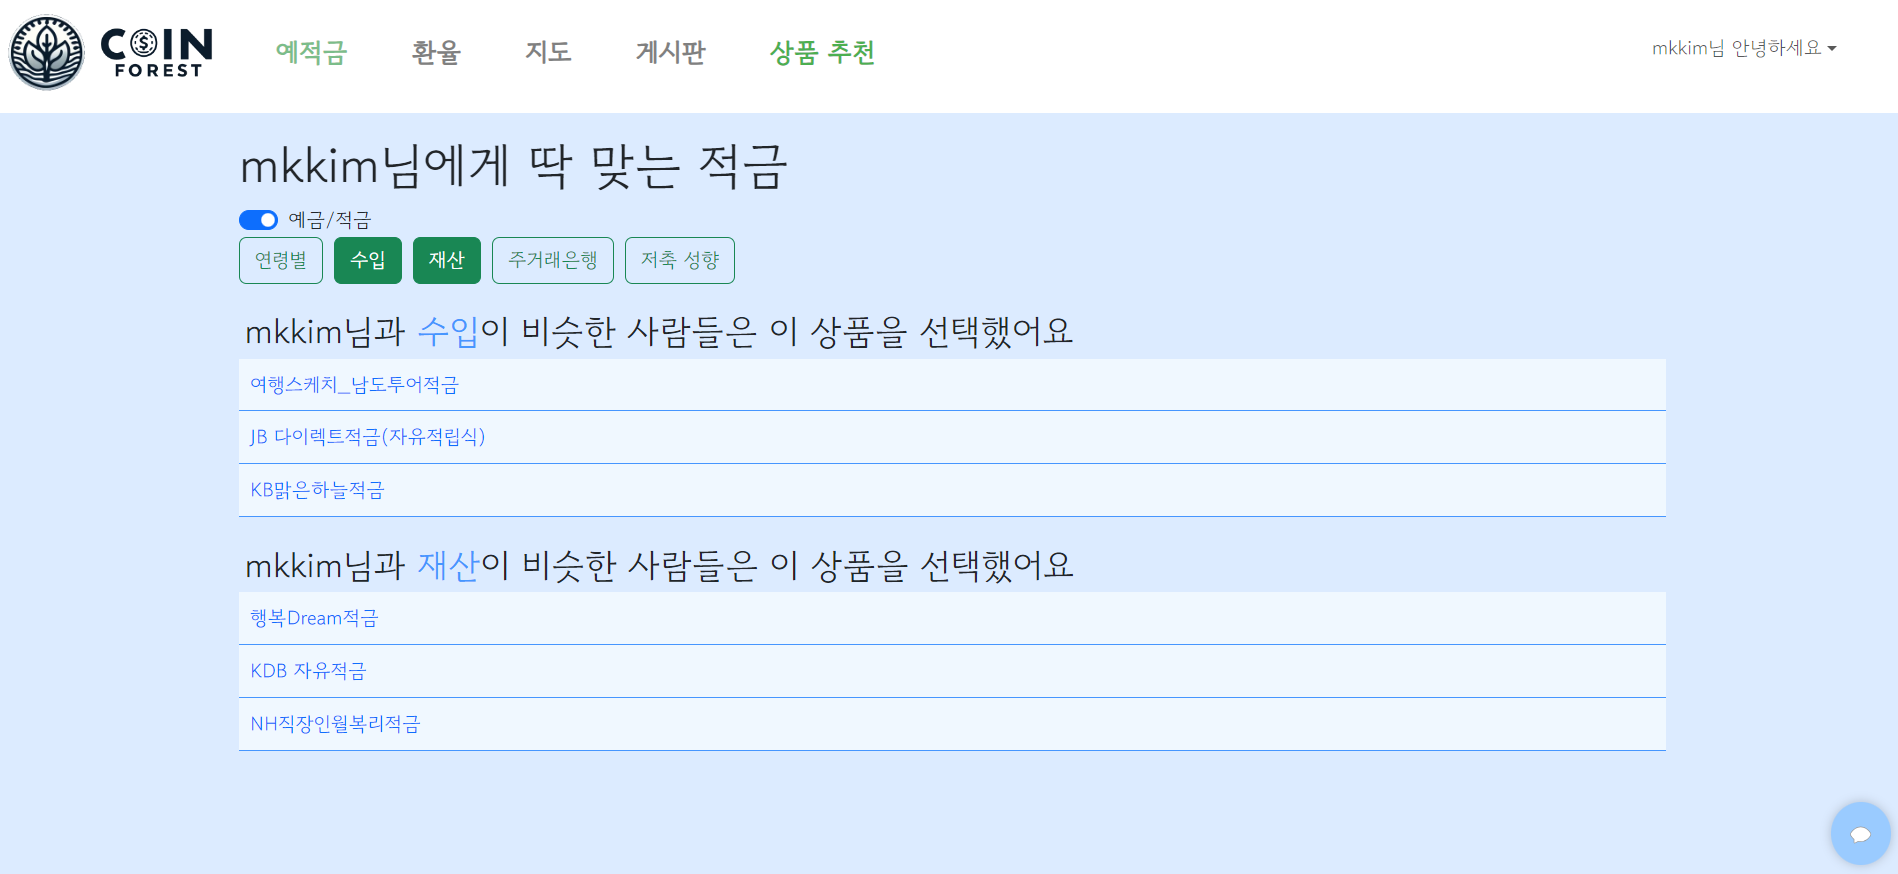 COIN FOREST 예적금 환율 지도 게시판 상품 추천 mkkim님 안녕하세요
mkkim님에게 딱 맞는 적금
예금/적금
연령별 수입 재산 주거래은행 저축 성향
mkkim님과 수입이 비슷한 사람들은 이 상품을 선택했어요
여행스케치_남도투어적금
JB 다이렉트적금(자유적립식)
KB맑은하늘적금
mkkim님과 재산이 비슷한 사람들은 이 상품을 선택했어요
행복Dream적금
KDB 자유적금
NH직장인월복리적금